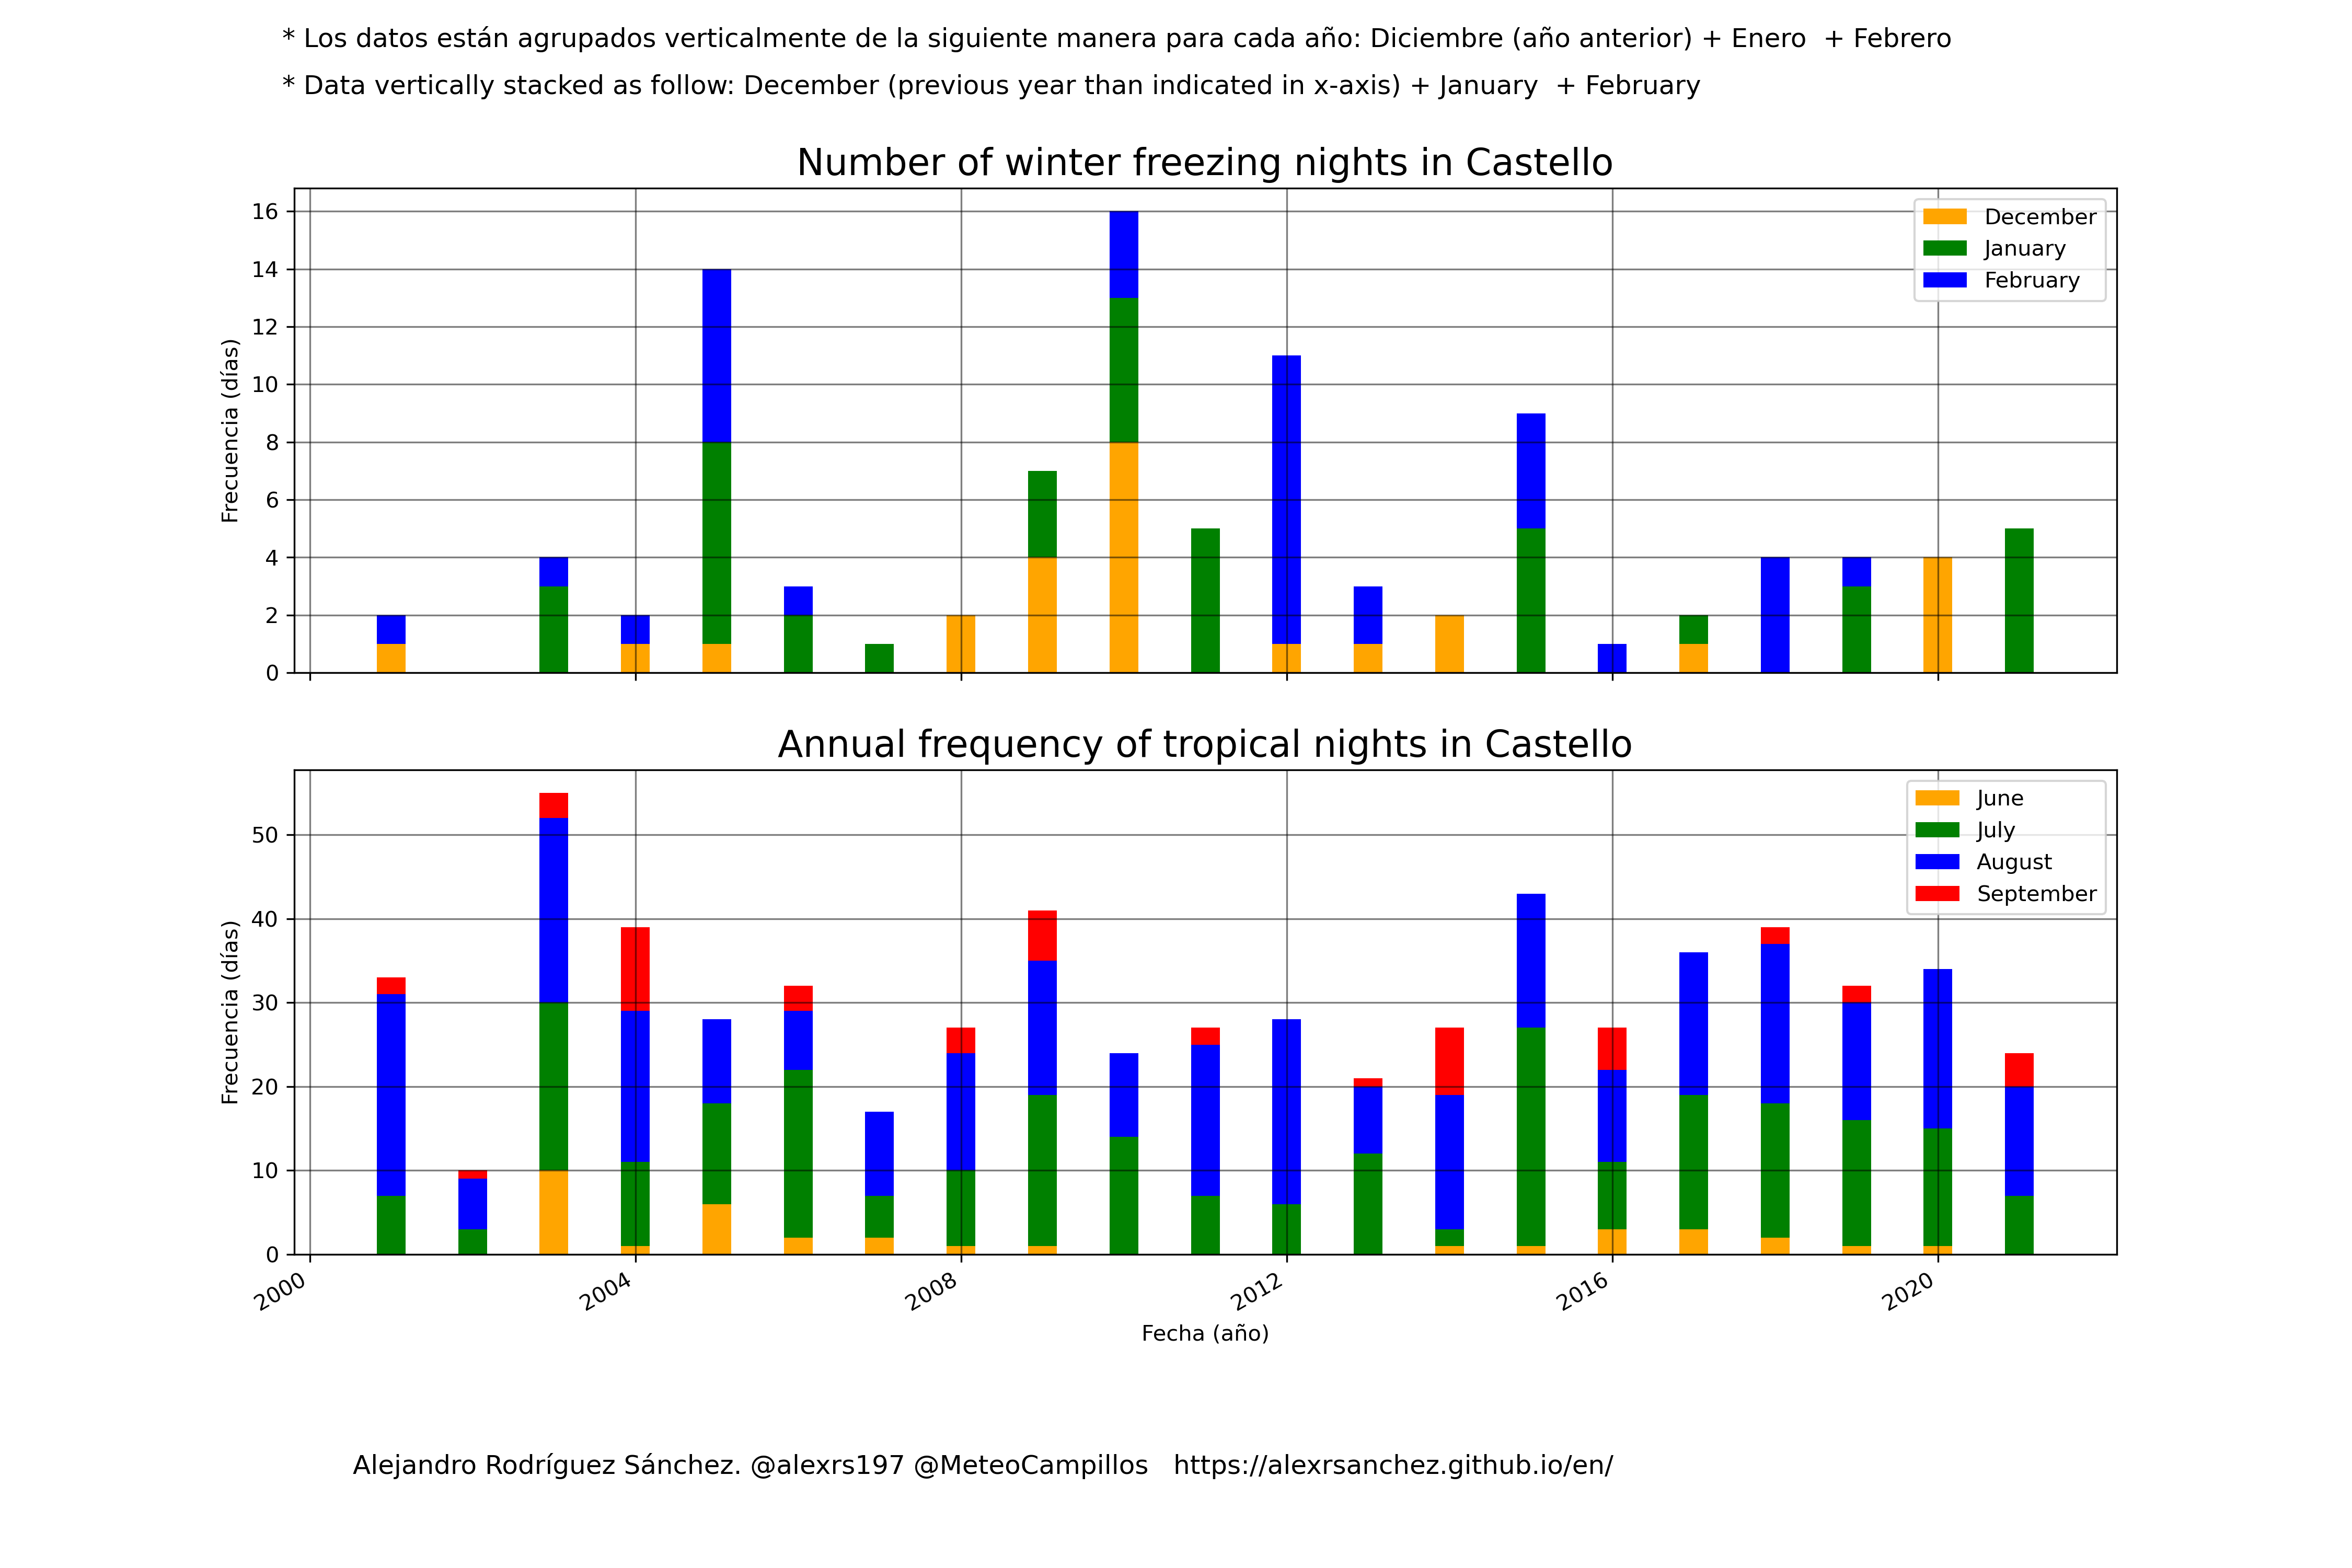 * Los datos están agrupados verticalmente de la siguiente manera para cada año: Diciembre (año anterior) + Enero  + Febrero
* Data vertically stacked as follow: December (previous year than indicated in x-axis) + January  + February
Number of winter freezing nights in Castello
16
14
12
10
8
6
4
2
0
Frecuencia (días)
December
January
February
Annual frequency of tropical nights in Castello
50
40
30
20
10
0
Frecuencia (días)
June
July
August
September
2000
2004
2008
2012
2016
2020
Fecha (año)
Alejandro Rodríguez Sánchez. @alexrs197 @MeteoCampillos   https://alexrsanchez.github.io/en/